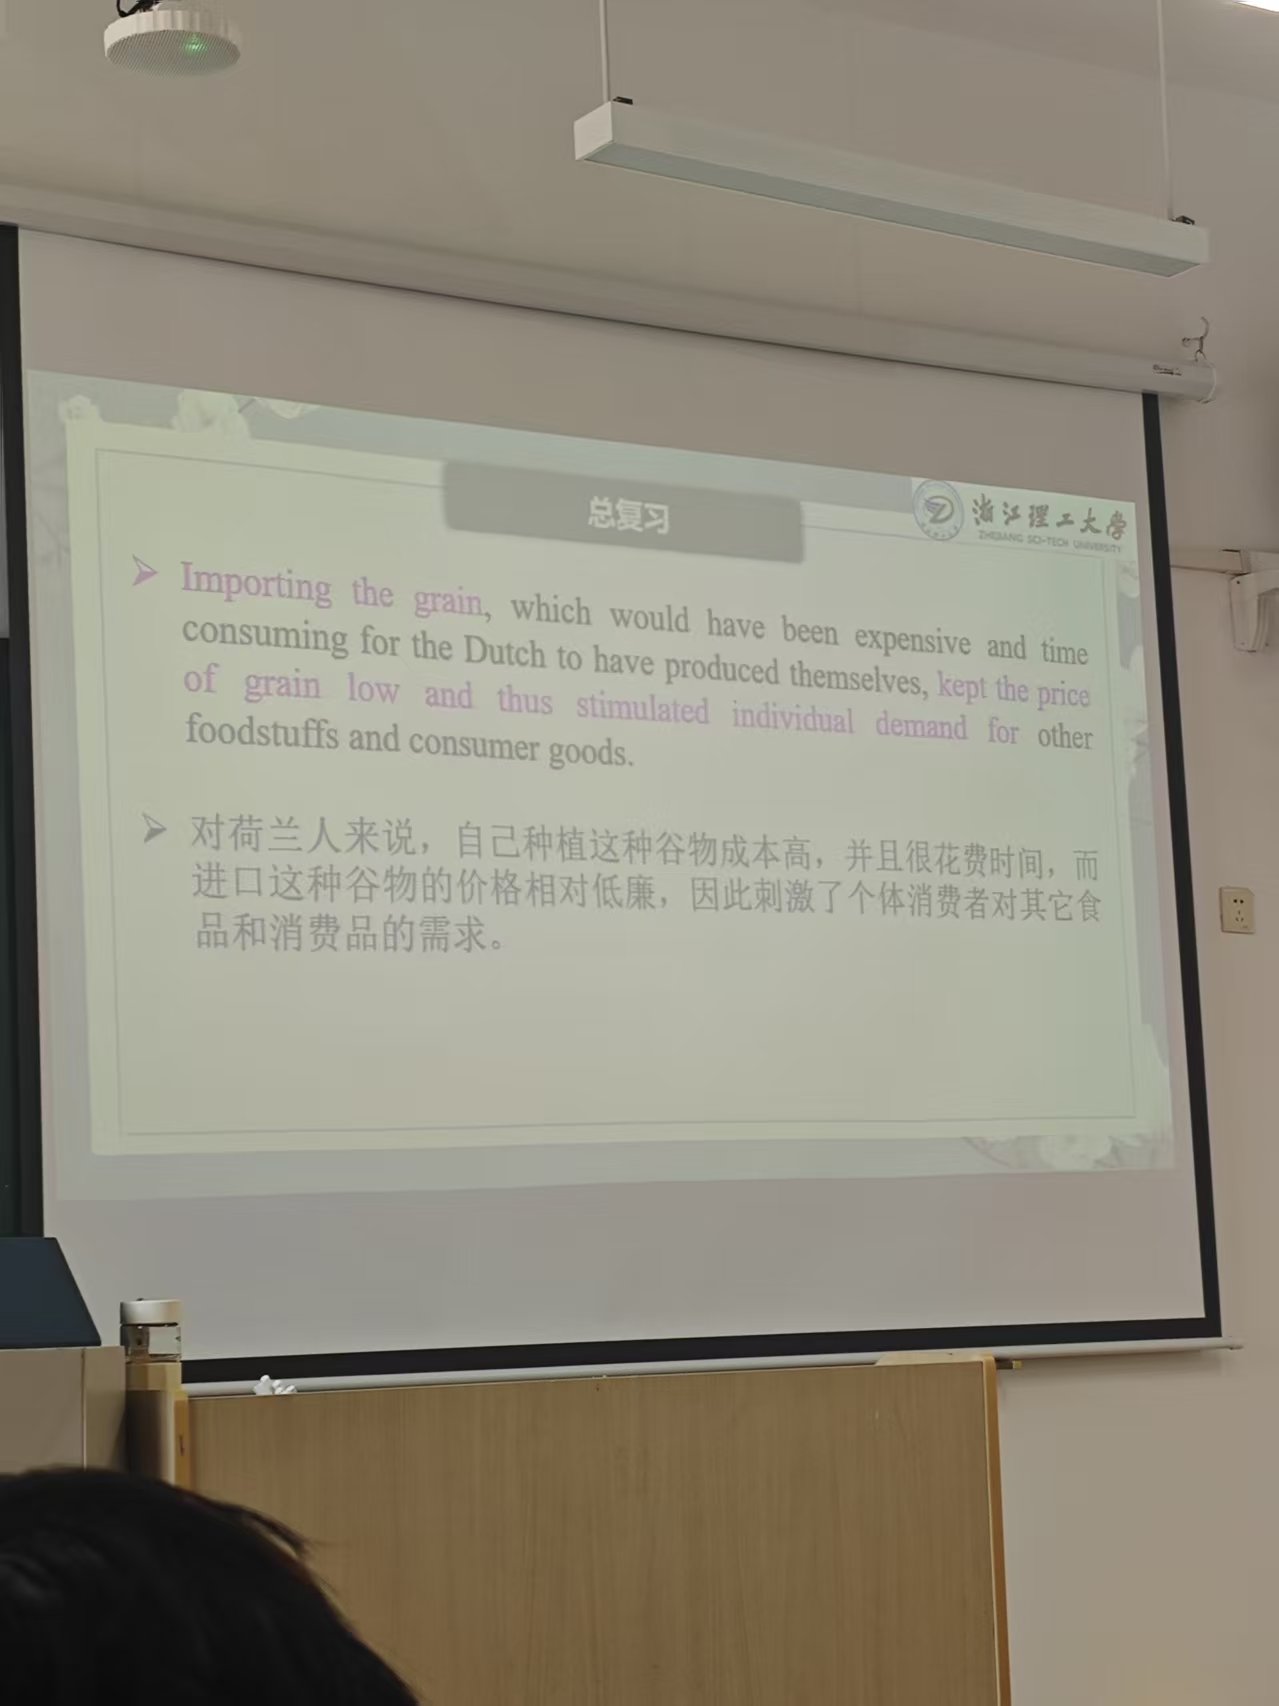 总复习
浙江理工大学
ZHEJIANG SCI-TECH UNIVERSITY
Importing the grain, which would have been expensive and time
consuming for the Dutch to have produced themselves, kept the price
of grain low and thus stimulated individual demand for other
foodstuffs and consumer goods.
对荷兰人来说，自己种植这种谷物成本高，并且很花费时间，而
进口这种谷物的价格相对低廉，因此刺激了个体消费者对其它食
品和消费品的需求。